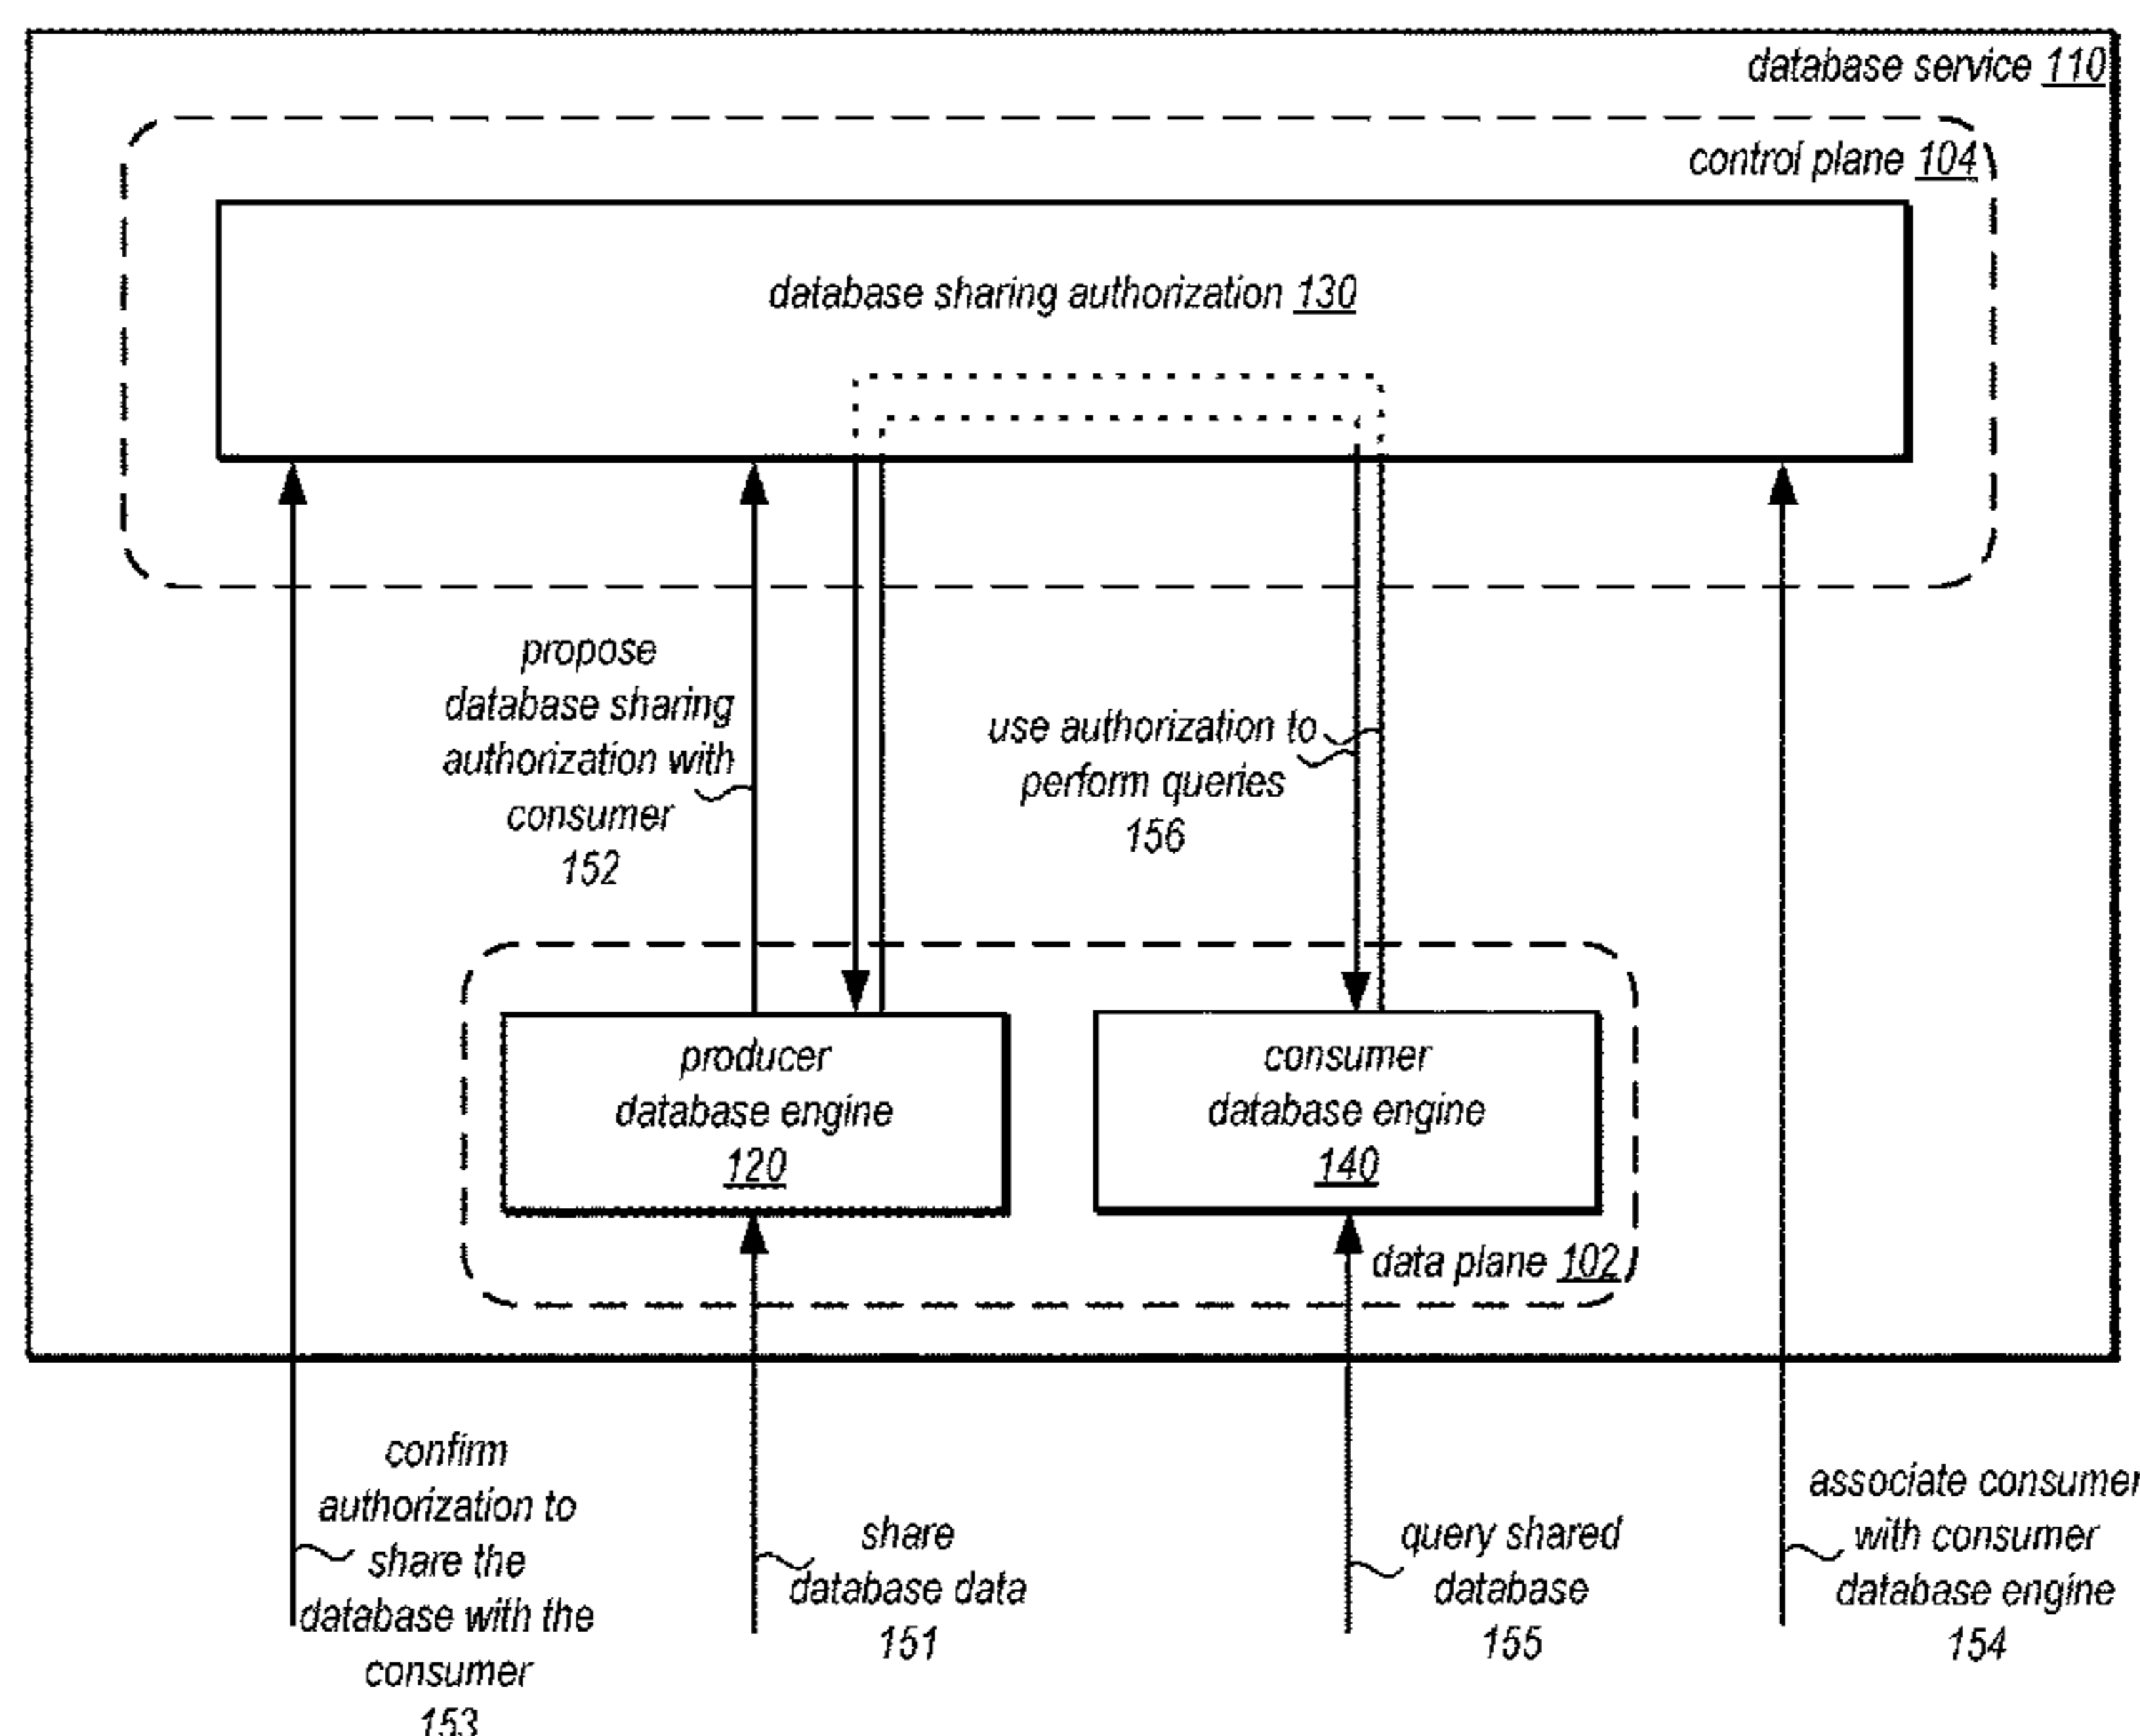 database service 110
control plane 104
database sharing authorization 130
propose
database sharing
authorization with
consumer
152
use authorization to
perform queries
156
producer
database engine
120
consumer
database engine
140
data plane 102
confirm
authorization to
share the
database with the
consumer
153
share
database data
151
query shared
database
155
associate consumer
with consumer
database engine
154